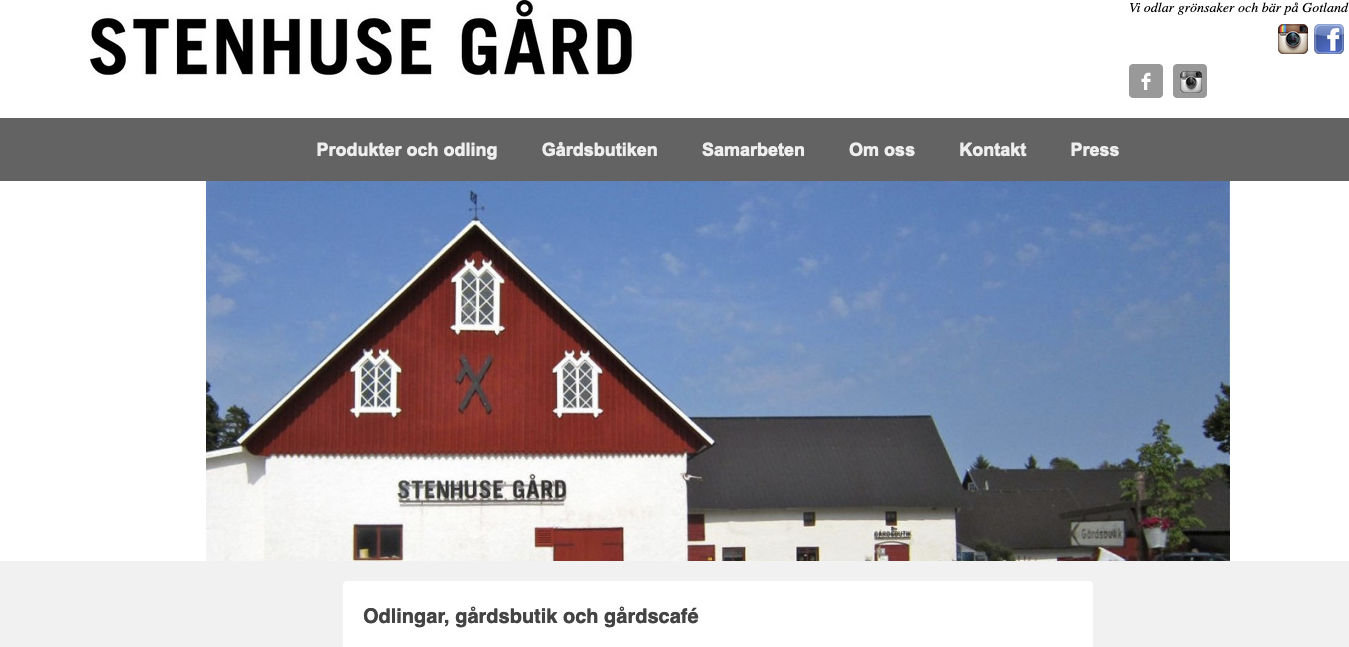 STENHUSE GÅRD
Vi odlar grönsaker och bär på Gotland
Produkter och odling
Gårdsbutiken
Samarbeten
Om oss
Kontakt
Press
STENHUSE GÅRD
GÅRDSBUTIK
Gårdsbutik
Odlingar, gårdsbutik och gårdscafé